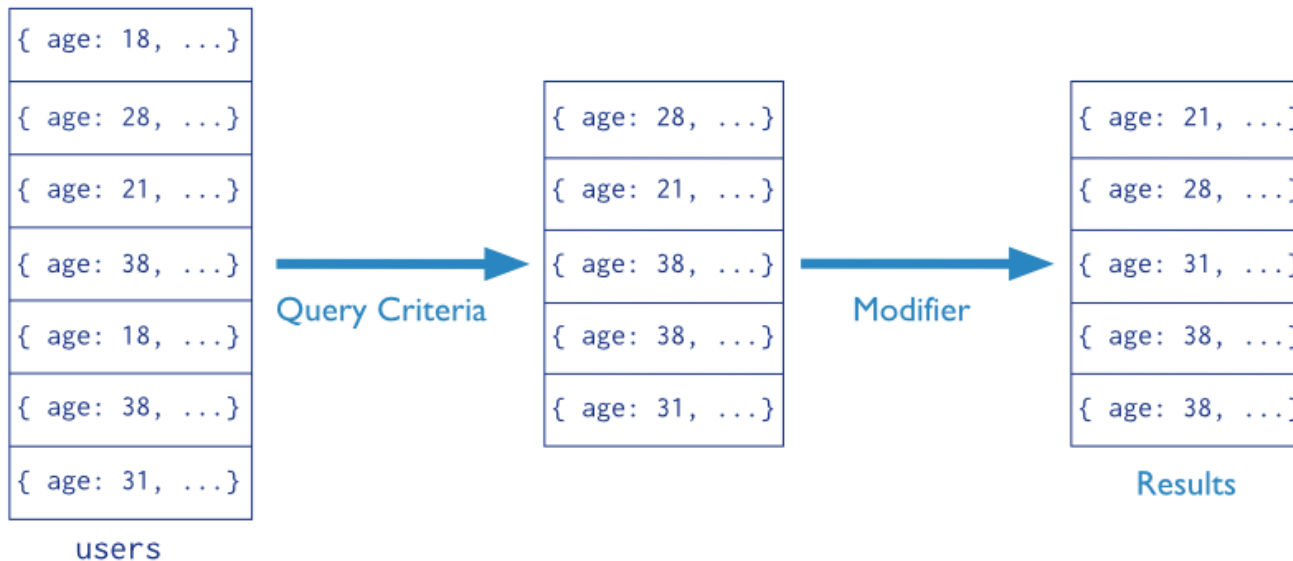 { age: 18, ...}
{ age: 28, ...}
{ age: 21, ...}
{ age: 38, ...}
{ age: 18, ...}
{ age: 38, ...}
{ age: 31, ...}
users
Query Criteria
{ age: 28, ...}
{ age: 21, ...}
{ age: 38, ...}
{ age: 38, ...}
{ age: 31, ...}
Modifier
{ age: 21, ...}
{ age: 28, ...}
{ age: 31, ...}
{ age: 38, ...}
{ age: 38, ...}
Results